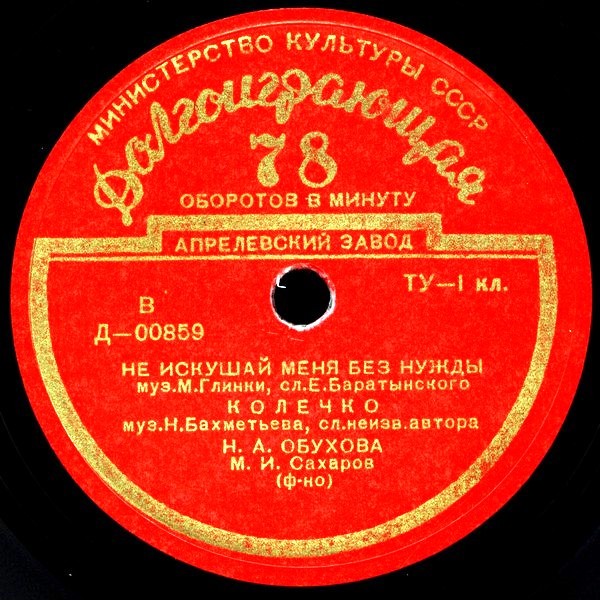 МИНИСТЕРСТВО КУЛЬТУРЫ СССР
Долгоиграющая
78
ОБОРОТОВ В МИНУТУ
АПРЕЛЕВСКИЙ ЗАВОД
ТУ—I кл.
В
Д—00859
НЕ ИСКУШАЙ МЕНЯ БЕЗ НУЖДЫ
муз.М.Глинки, сл.Е.Баратынского
КОЛЕЧКО
муз.Н.Бахметьева, сл.неизв.автора
Н. А. ОБУХОВА
М. И. Сахаров
(ф-но)